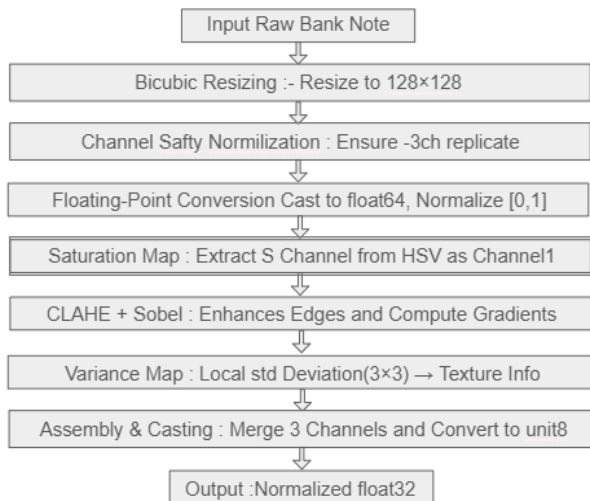 Input Raw Bank Note
Bicubic Resizing :- Resize to 128×128
Channel Safty Normilization : Ensure -3ch replicate
Floating-Point Conversion Cast to float64, Normalize [0,1]
Saturation Map : Extract S Channel from HSV as Channel1
CLAHE + Sobel : Enhances Edges and Compute Gradients
Variance Map : Local std Deviation(3×3) → Texture Info
Assembly & Casting : Merge 3 Channels and Convert to unit8
Output :Normalized float32